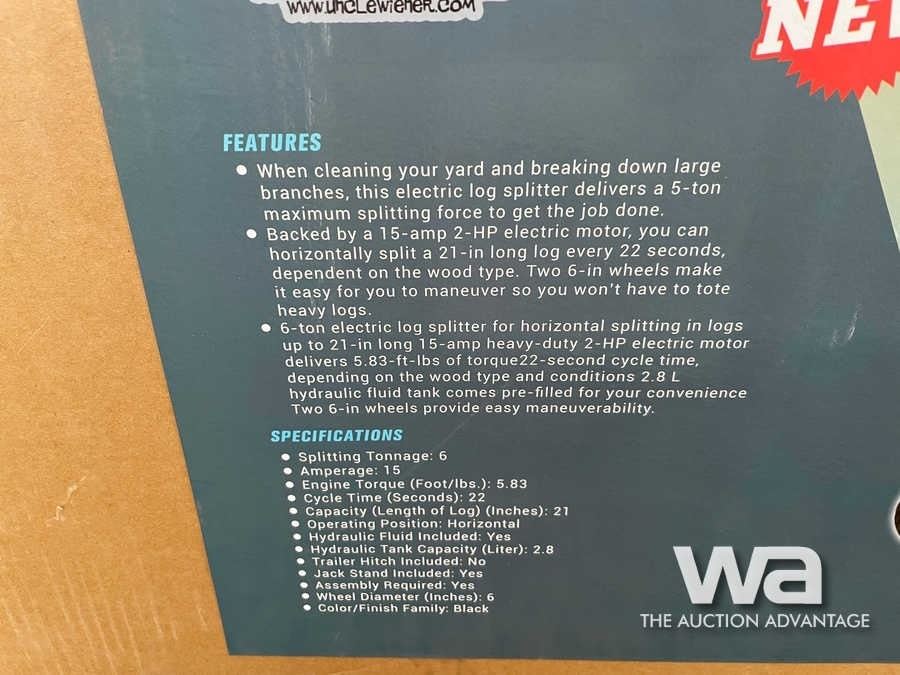 www.unclewiener.com
NEW
FEATURES
• When cleaning your yard and breaking down large
branches, this electric log splitter delivers a 5-ton
maximum splitting force to get the job done.
• Backed by a 15-amp 2-HP electric motor, you can
horizontally split a 21-in long log every 22 seconds,
dependent on the wood type. Two 6-in wheels make
it easy for you to maneuver so you won't have to tote
heavy logs.
• 6-ton electric log splitter for horizontal splitting in logs
up to 21-in long 15-amp heavy-duty 2-HP electric motor
delivers 5.83-ft-lbs of torque22-second cycle time,
depending on the wood type and conditions 2.8 L
hydraulic fluid tank comes pre-filled for your convenience
Two 6-in wheels provide easy maneuverability.
SPECIFICATIONS
• Splitting Tonnage: 6
• Amperage: 15
• Engine Torque (Foot/lbs.): 5.83
• Cycle Time (Seconds): 22
• Capacity (Length of Log) (Inches): 21
• Operating Position: Horizontal
• Hydraulic Fluid Included: Yes
• Hydraulic Tank Capacity (Liter): 2.8
• Trailer Hitch Included: No
• Jack Stand Included: Yes
• Assembly Required: Yes
• Wheel Diameter (Inches): 6
• Color/Finish Family: Black
wa
THE AUCTION ADVANTAGE